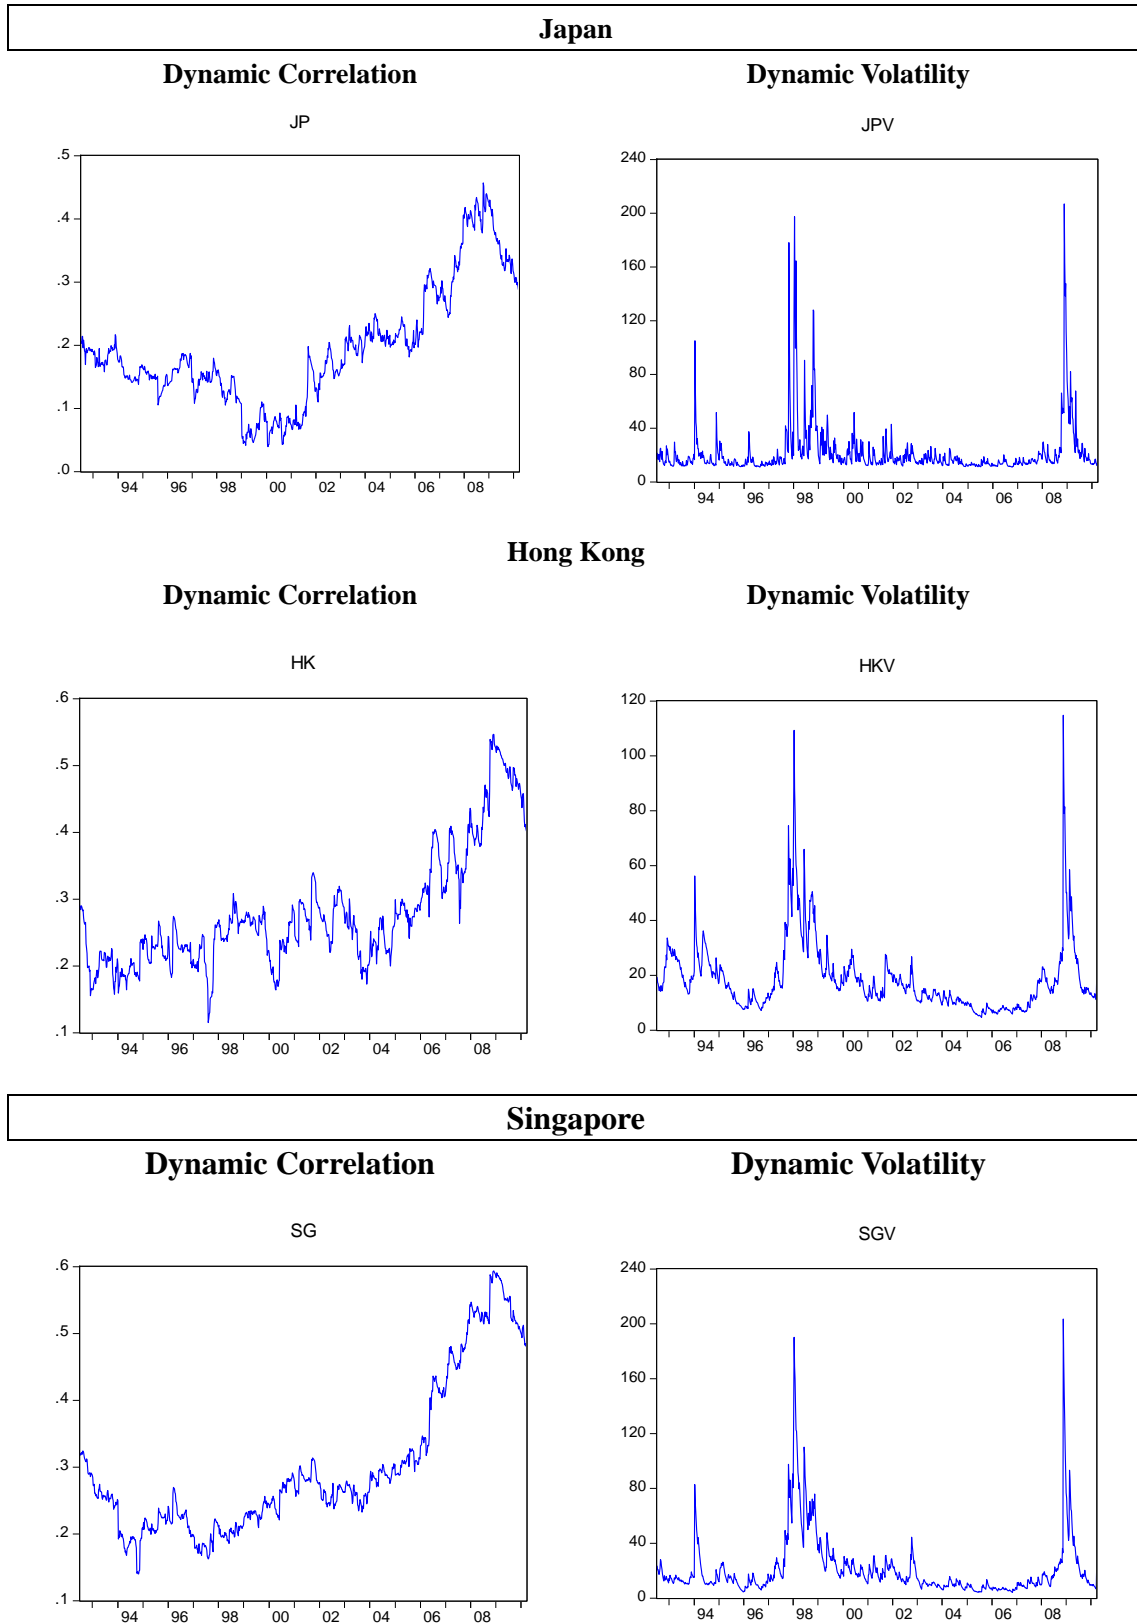 Japan
Dynamic Correlation Dynamic Volatility
JP JPV
.5
.4
.3
.2
.1
.0
94 96 98 00 02 04 06 08
240
200
160
120
80
40
0
94 96 98 00 02 04 06 08
Hong Kong
Dynamic Correlation Dynamic Volatility
HK HKV
.6
.5
.4
.3
.2
.1
94 96 98 00 02 04 06 08
120
100
80
60
40
20
0
94 96 98 00 02 04 06 08
Singapore
Dynamic Correlation Dynamic Volatility
SG SGV
.6
.5
.4
.3
.2
.1
94 96 98 00 02 04 06 08
240
200
160
120
80
40
0
94 96 98 00 02 04 06 08